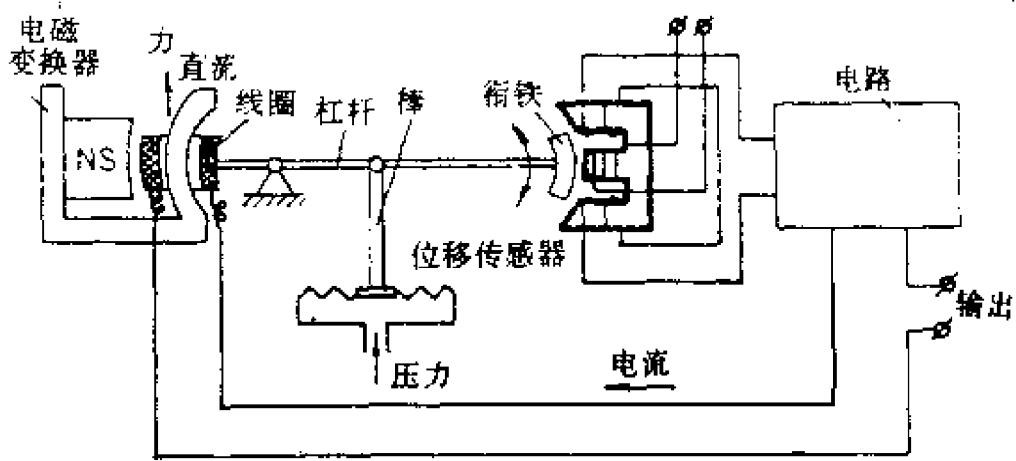 电磁
变换器
力
直流
线圈
杠杆
棒
衔铁
电路
NS
位移传感器
输出
压力
电流